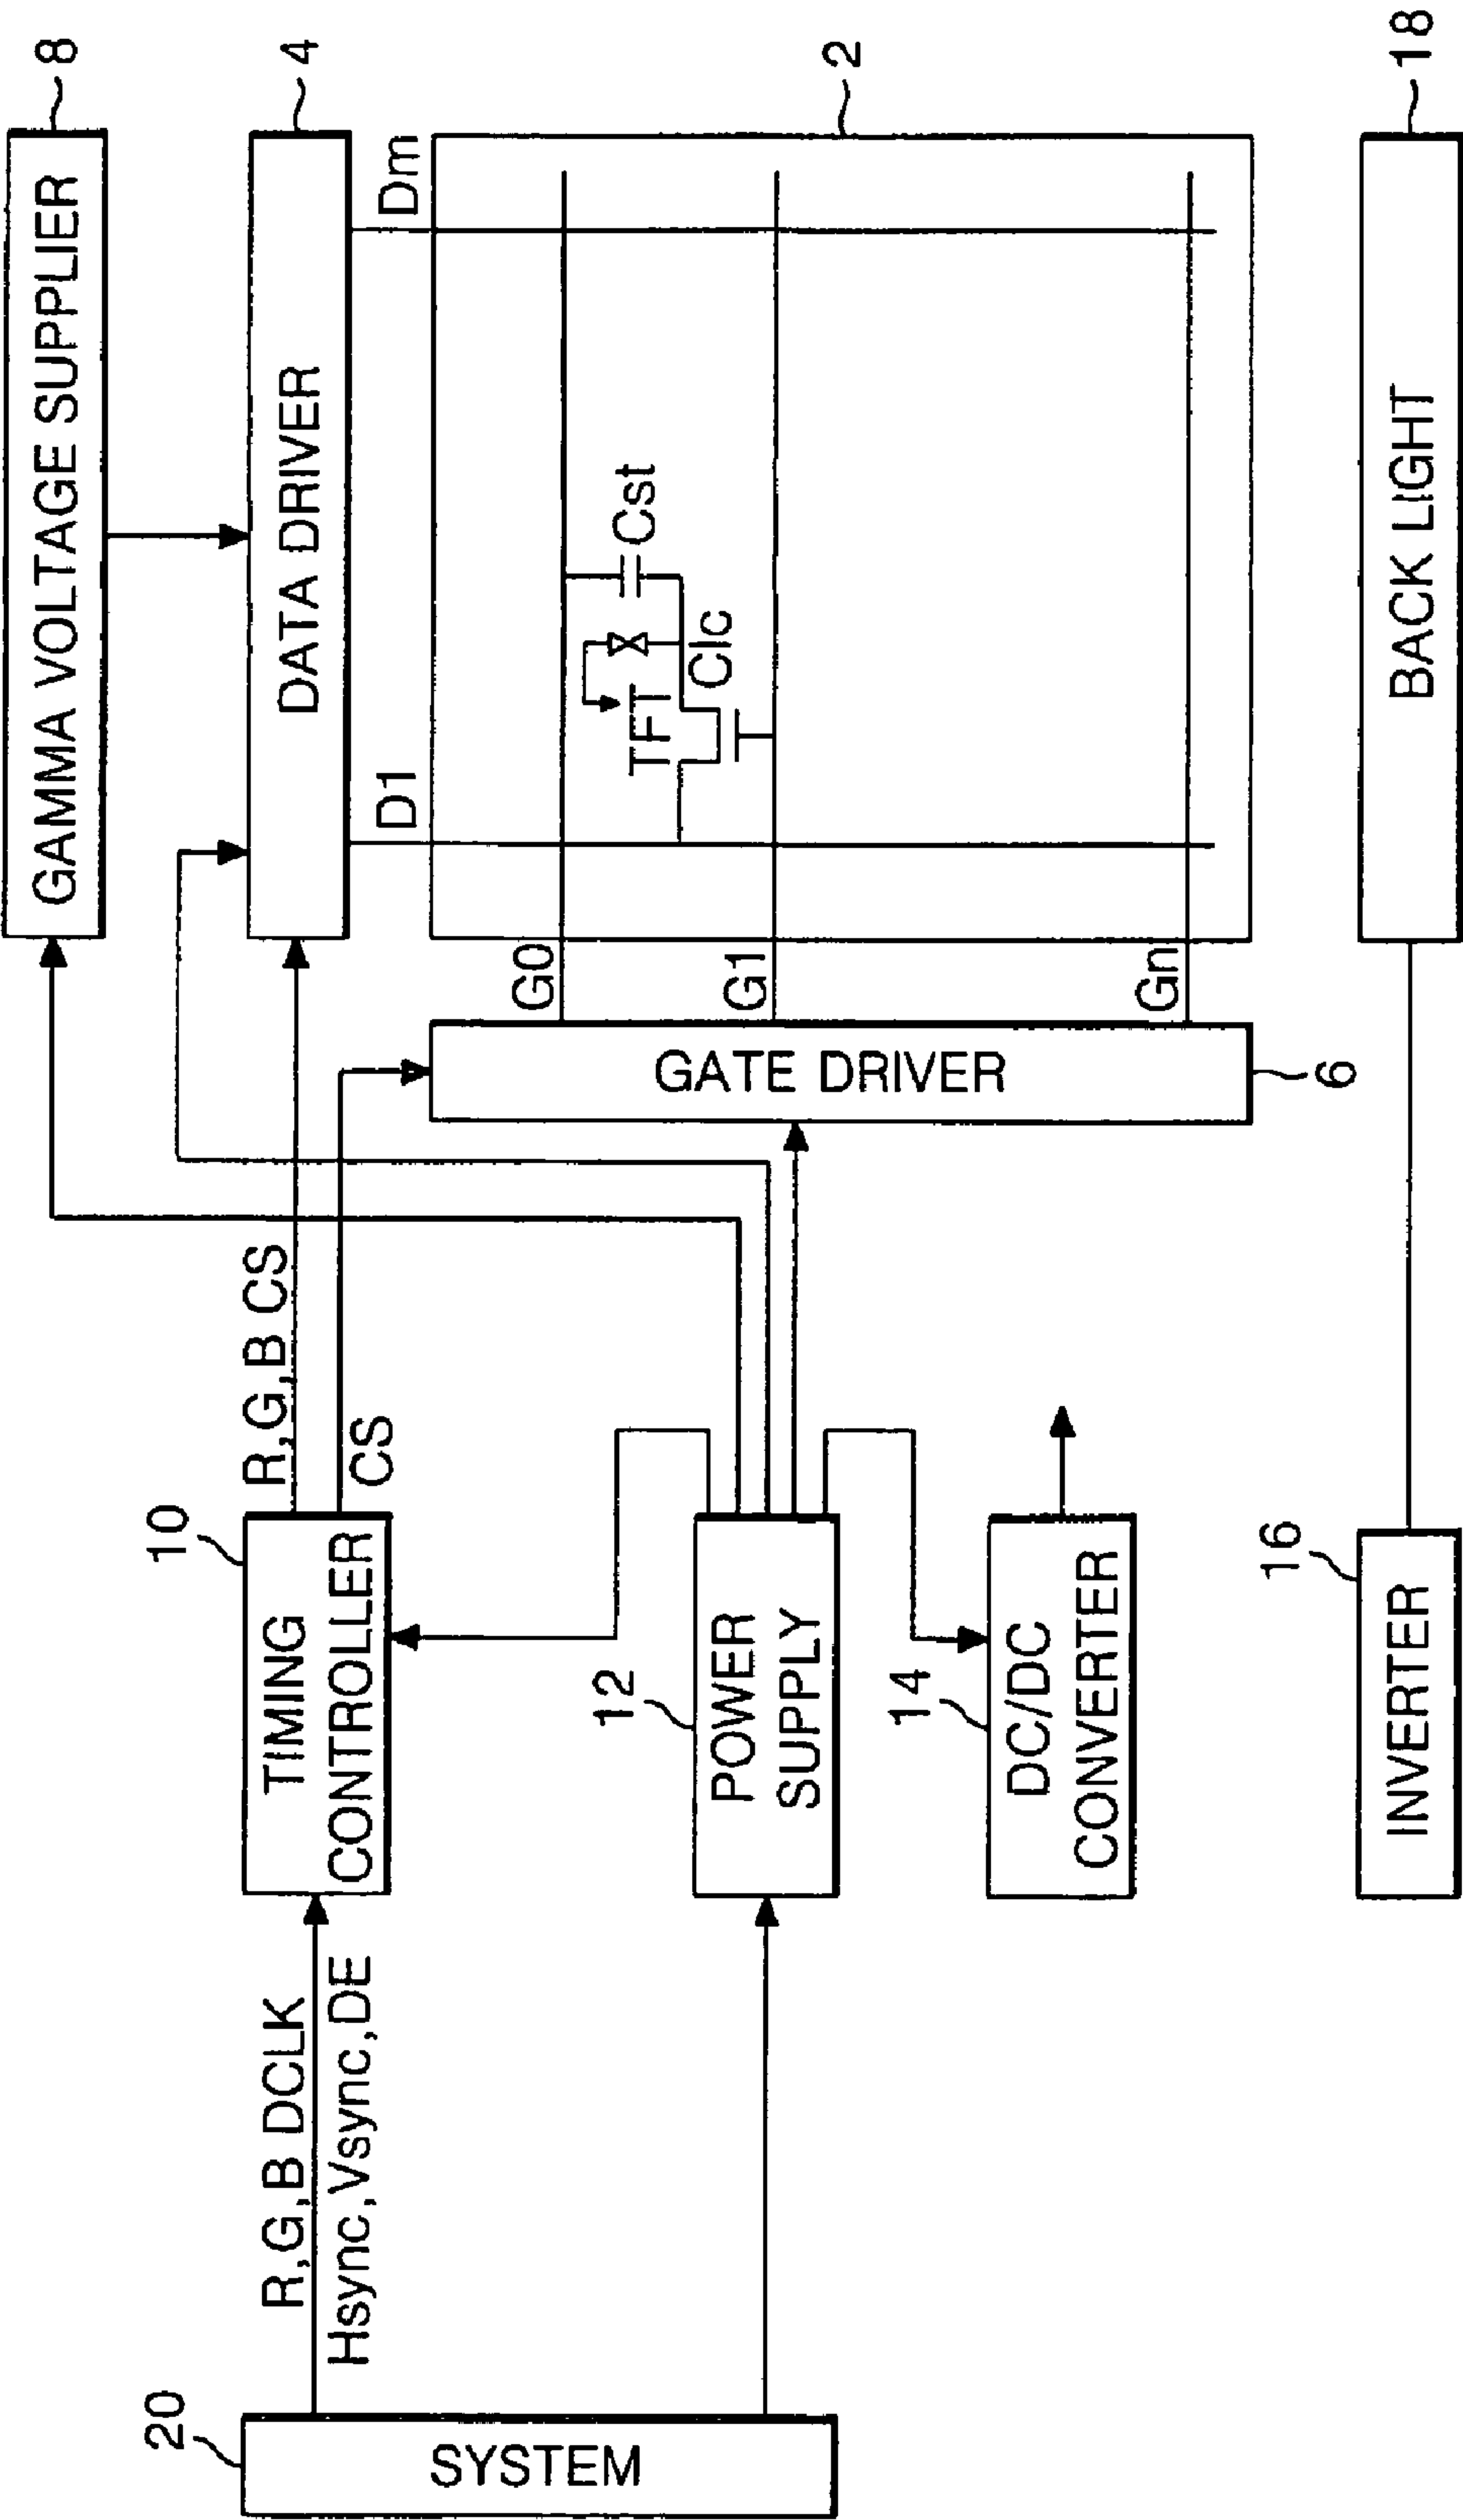 GAMMA VOLTAGE SUPPLIER
8
DATA DRIVER
4
20
SYSTEM
R,G,B DCLK
Hsync,Vsync,DE
10
TIMING
CONTROLLER
R,G,B CS
CS
D1
Dm
G0
G1
Gn
GATE DRIVER
6
TFT
Clc
Cst
2
12
POWER
SUPPLY
14
DC/DC
CONVERTER
16
INVERTER
BACK LIGHT
18